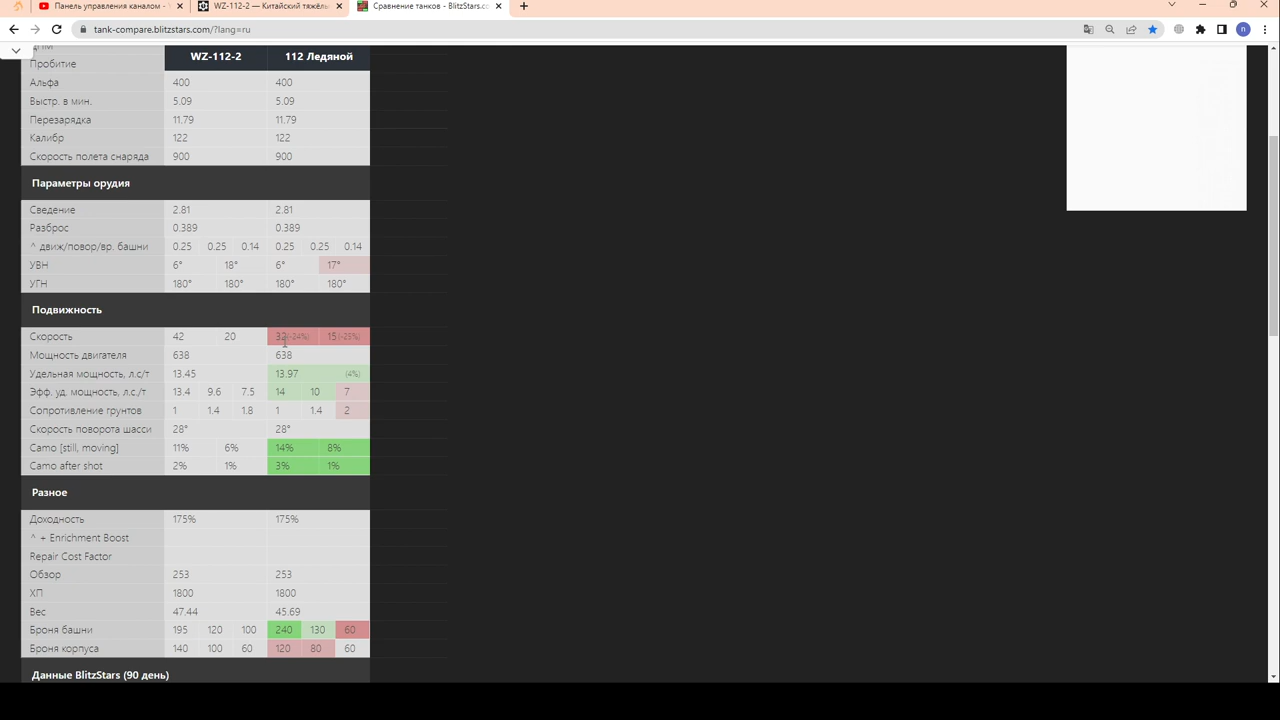 Панель управления каналом -
WZ-112-2 — Китайский тяжёль
Сравнение танков - BlitzStars.co
tank-compare.blitzstars.com/?lang=ru
n
WZ-112-2 112 Ледяной
Пробитие
Альфа 400 400
Выстр. в мин. 5.09 5.09
Перезарядка 11.79 11.79
Калибр 122 122
Скорость полета снаряда 900 900
Параметры орудия
Сведение 2.81 2.81
Разброс 0.389 0.389
^ движ/повор/вр. башни 0.25 0.25 0.14 0.25 0.25 0.14
УВН 6° 18° 6° 17°
УГН 180° 180° 180° 180°
Подвижность
Скорость 42 20 32 (-24%) 15 (-25%)
Мощность двигателя 638 638
Удельная мощность, л.с/т 13.45 13.97 (4%)
Эфф. уд. мощность, л.с./т 13.4 9.6 7.5 14 10 7
Сопротивление грунтов 1 1.4 1.8 1 1.4 2
Скорость поворота шасси 28° 28°
Camo [still, moving] 11% 6% 14% 8%
Camo after shot 2% 1% 3% 1%
Разное
Доходность 175% 175%
^ + Enrichment Boost
Repair Cost Factor
Обзор 253 253
ХП 1800 1800
Вес 47.44 45.69
Броня башни 195 120 100 240 130 60
Броня корпуса 140 100 60 120 80 60
Данные BlitzStars (90 день)